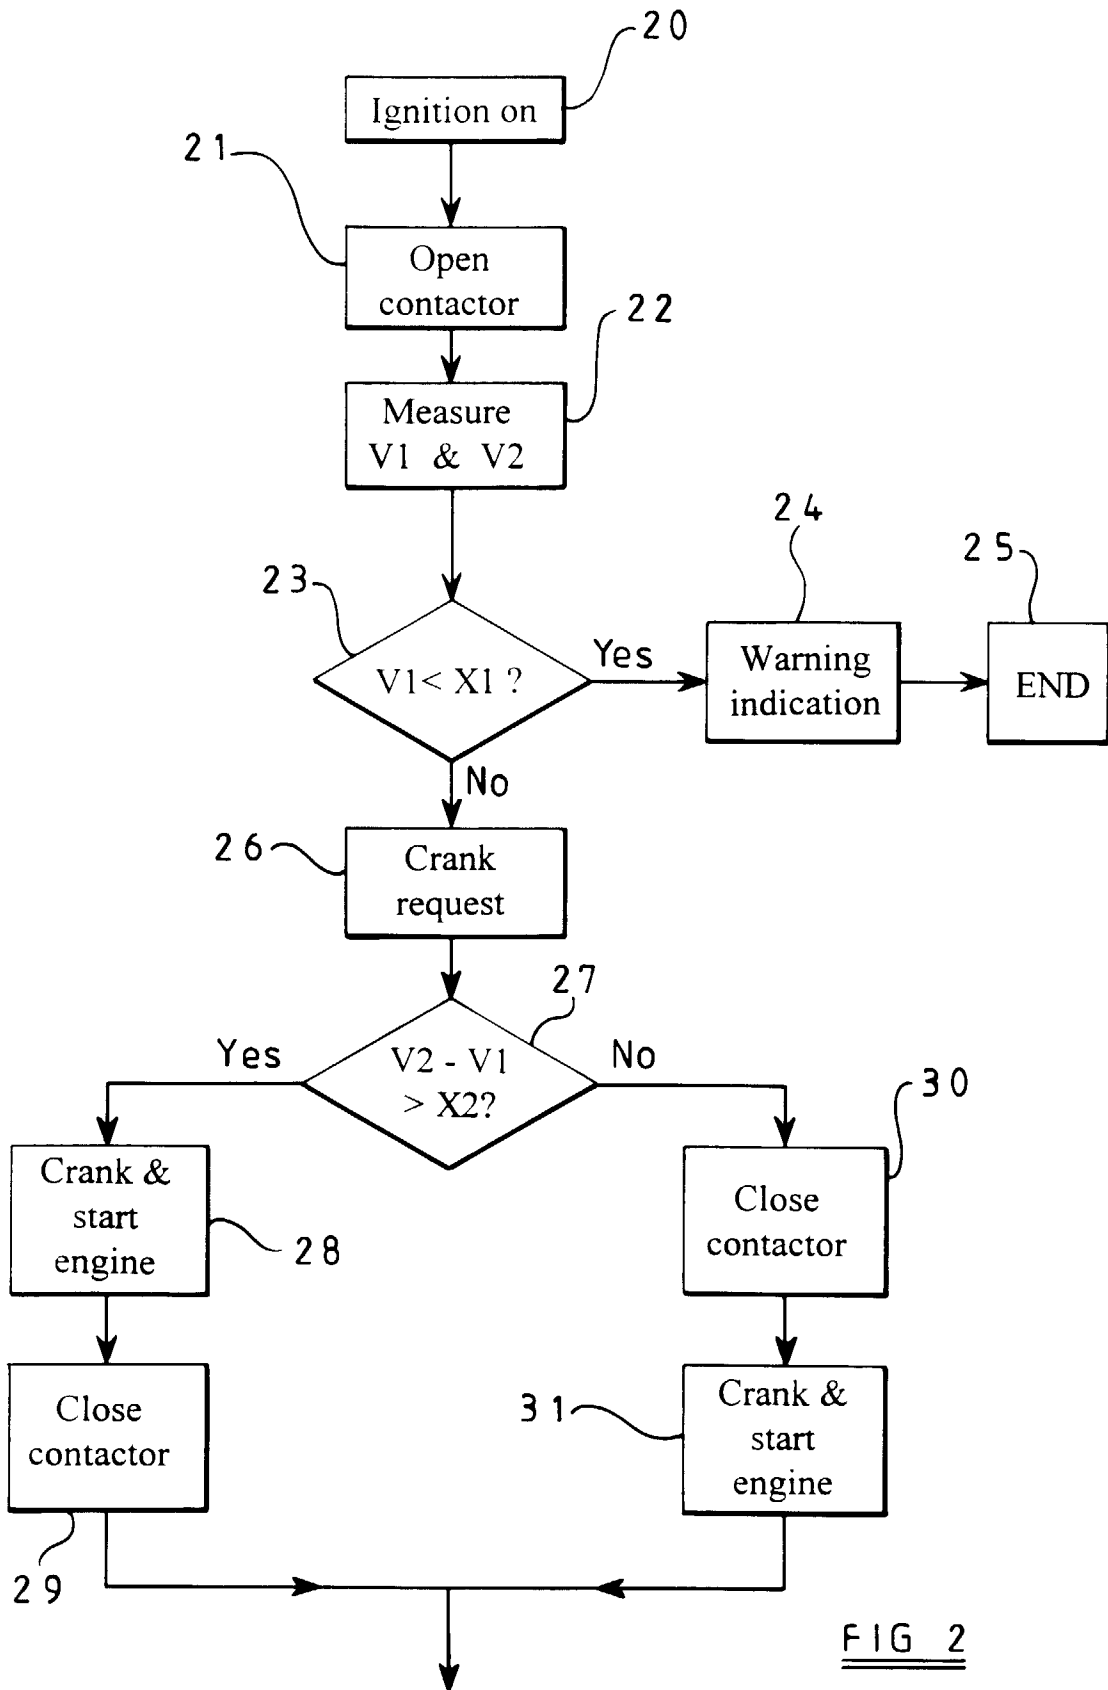 20
Ignition on
21
Open
contactor
22
Measure
V1 & V2
23
V1< X1 ?
Yes
24
Warning
indication
25
END
No
26
Crank
request
27
V2 - V1
> X2?
Yes
No
28
Crank &
start
engine
30
Close
contactor
29
Close
contactor
31
Crank &
start
engine
FIG 2